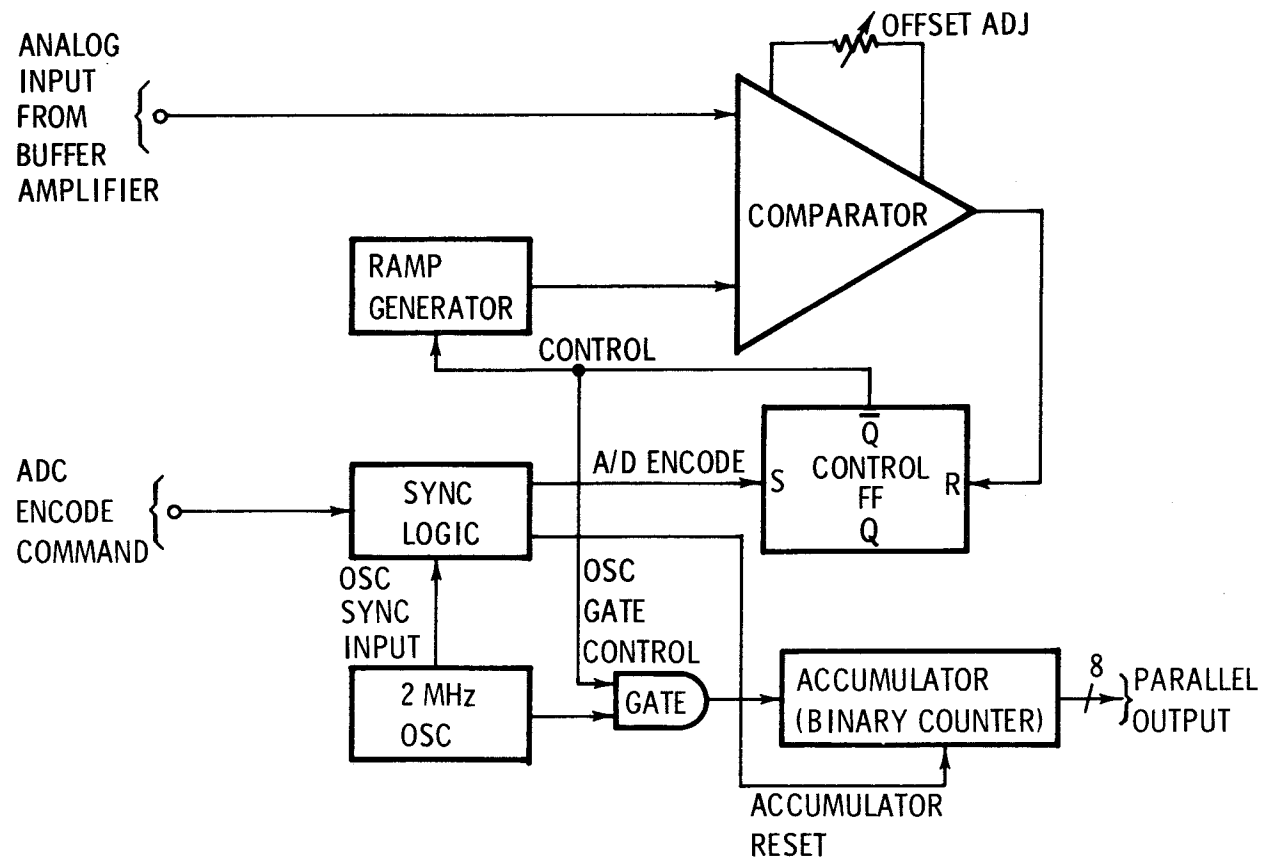 OFFSET ADJ
ANALOG
INPUT
FROM
BUFFER
AMPLIFIER
COMPARATOR
RAMP
GENERATOR
CONTROL
Q̅
CONTROL
FF
Q
S
R
A/D ENCODE
ADC
ENCODE
COMMAND
SYNC
LOGIC
OSC
SYNC
INPUT
OSC
GATE
CONTROL
2 MHz
OSC
GATE
ACCUMULATOR
(BINARY COUNTER)
8
PARALLEL
OUTPUT
ACCUMULATOR
RESET